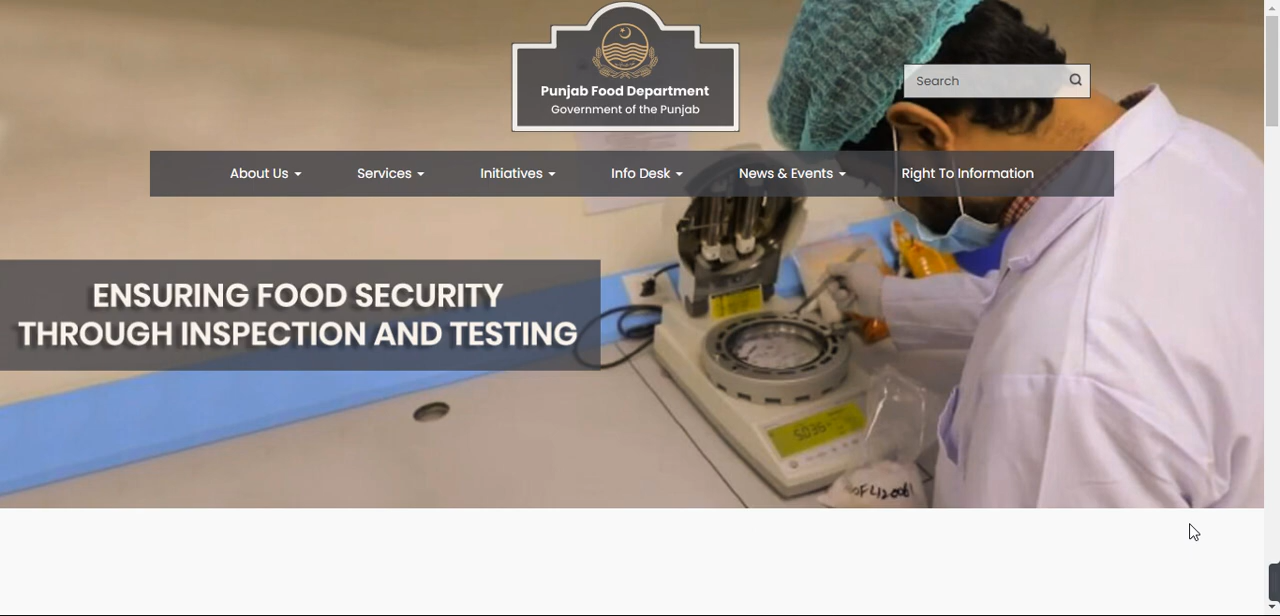 Punjab Food Department
Government of the Punjab
Search
About Us
Services
Initiatives
Info Desk
News & Events
Right To Information
ENSURING FOOD SECURITY
THROUGH INSPECTION AND TESTING